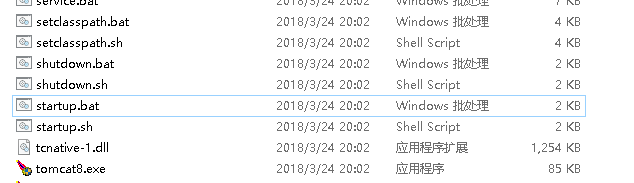 service.bat 2018/3/24 20:02 Windows 批处理 7 KB
setclasspath.bat 2018/3/24 20:02 Windows 批处理 4 KB
setclasspath.sh 2018/3/24 20:02 Shell Script 4 KB
shutdown.bat 2018/3/24 20:02 Windows 批处理 2 KB
shutdown.sh 2018/3/24 20:02 Shell Script 2 KB
startup.bat 2018/3/24 20:02 Windows 批处理 2 KB
startup.sh 2018/3/24 20:02 Shell Script 2 KB
tcnative-1.dll 2018/3/24 20:02 应用程序扩展 1,254 KB
tomcat8.exe 2018/3/24 20:02 应用程序 85 KB